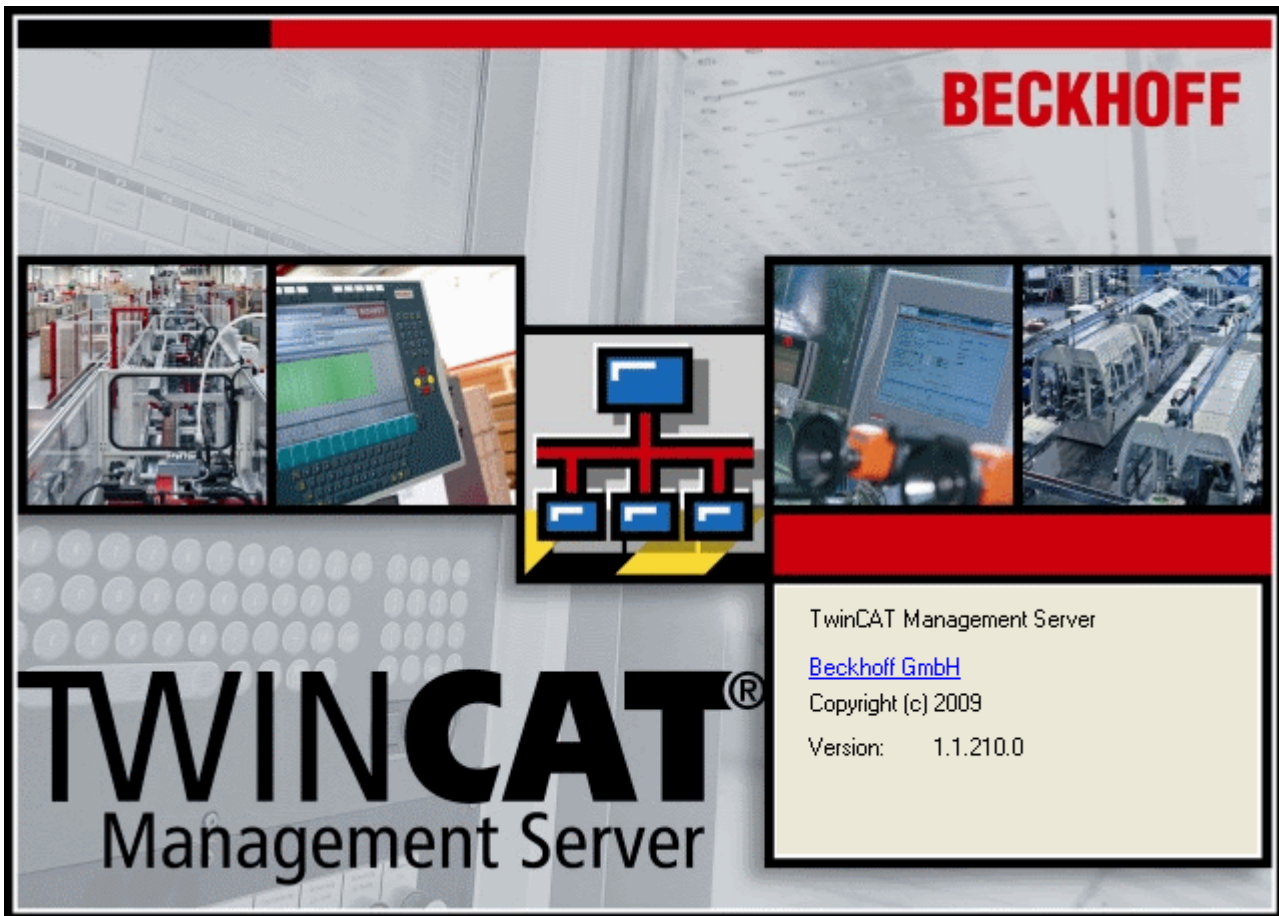 BECKHOFF
TWINCAT®
Management Server
TwinCAT Management Server
Beckhoff GmbH
Copyright (c) 2009
Version: 1.1.210.0